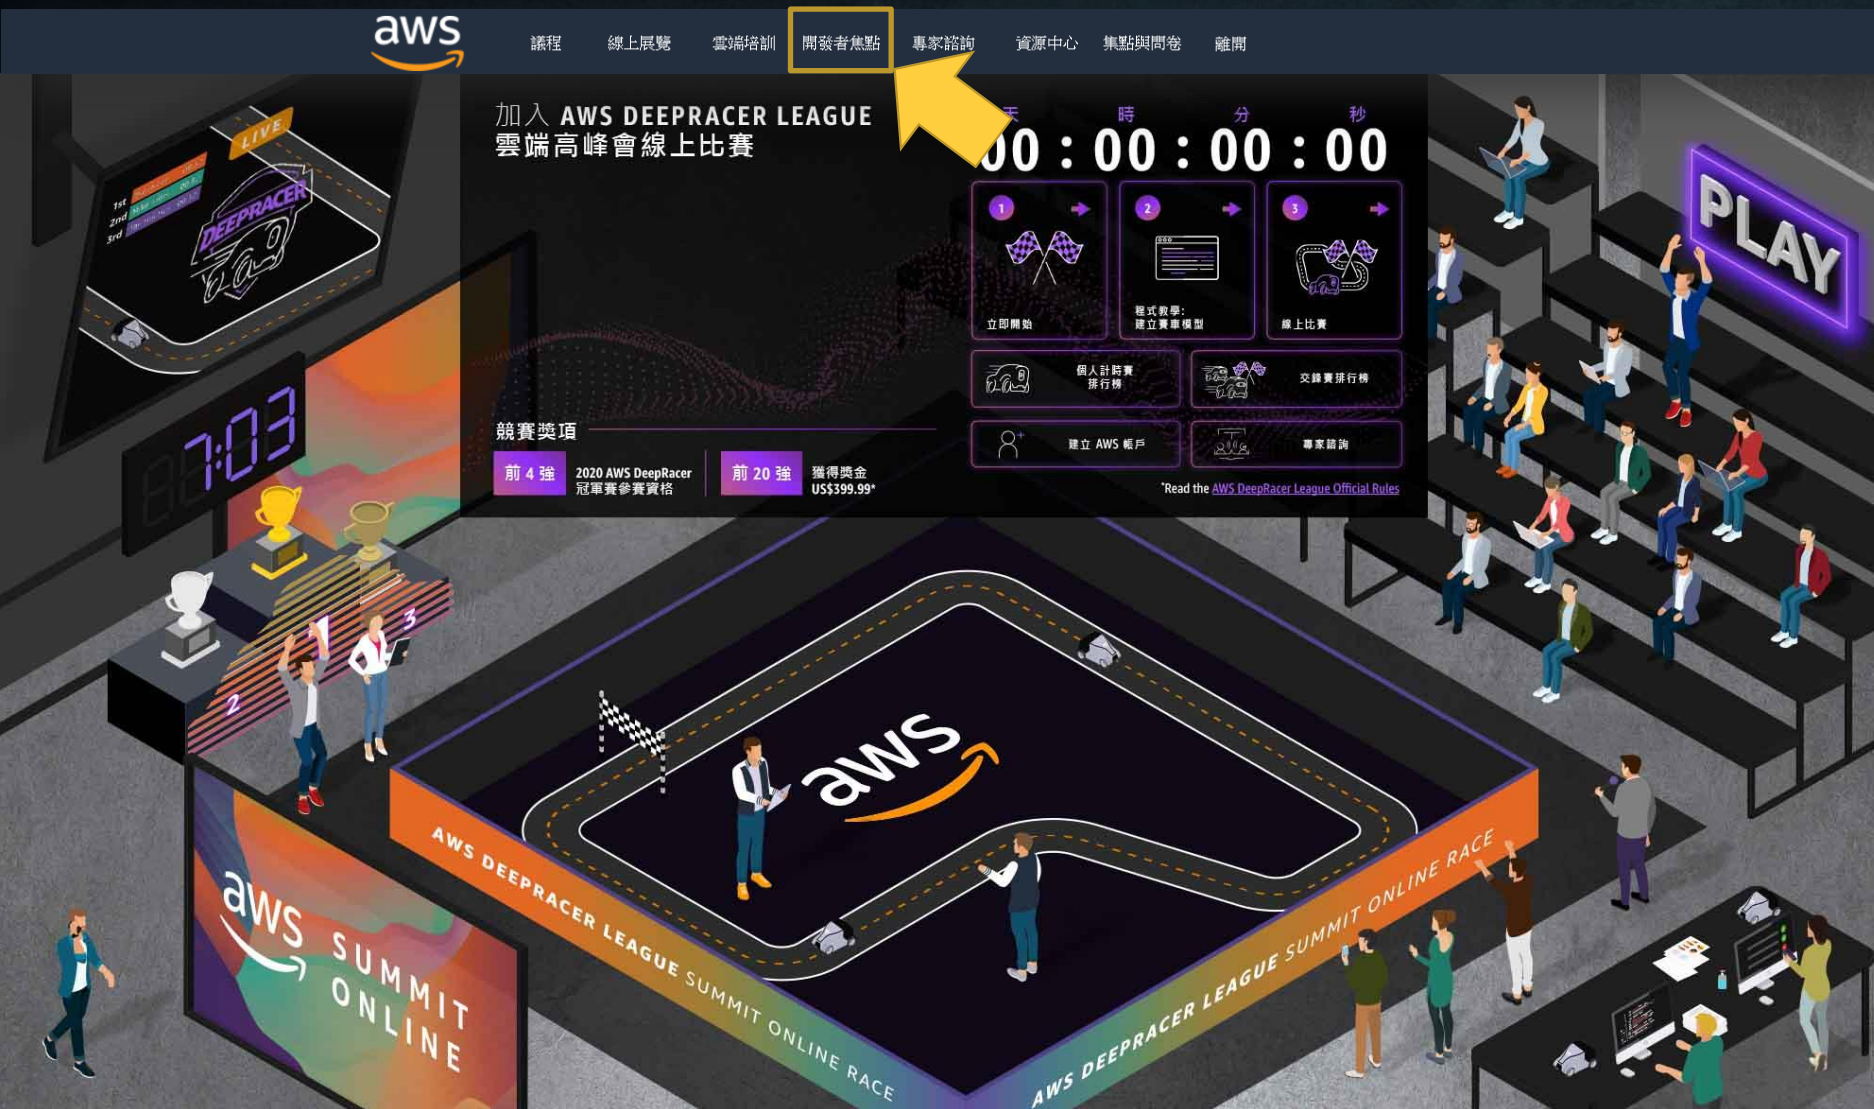 aws
議程
線上展覽
雲端培訓
開發者焦點
專家諮詢
資源中心
集點與問卷
離開
加入 AWS DEEPRACER LEAGUE
雲端高峰會線上比賽
天 時 分 秒
00 : 00 : 00 : 00
1
立即開始
2
程式教學:
建立賽車模型
3
線上比賽
個人計時賽
排行榜
交鋒賽排行榜
建立 AWS 帳戶
專家諮詢
*Read the AWS DeepRacer League Official Rules
競賽獎項
前 4 強
2020 AWS DeepRacer
冠軍賽參賽資格
前 20 強
獲得獎金
US$399.99*
LIVE
1st
2nd
3rd
DEEPRACER
7:03
PLAY
1
2
3
aws
aws
SUMMIT
ONLINE
AWS DEEPRACER LEAGUE SUMMIT ONLINE RACE
AWS DEEPRACER LEAGUE SUMMIT ONLINE RACE